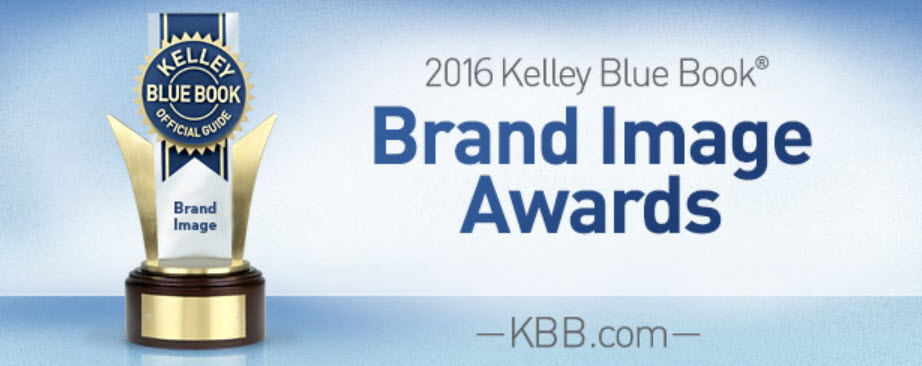 KELLEY
BLUE BOOK
OFFICIAL GUIDE
Brand
Image
2016 Kelley Blue Book®
Brand Image
Awards
—KBB.com—